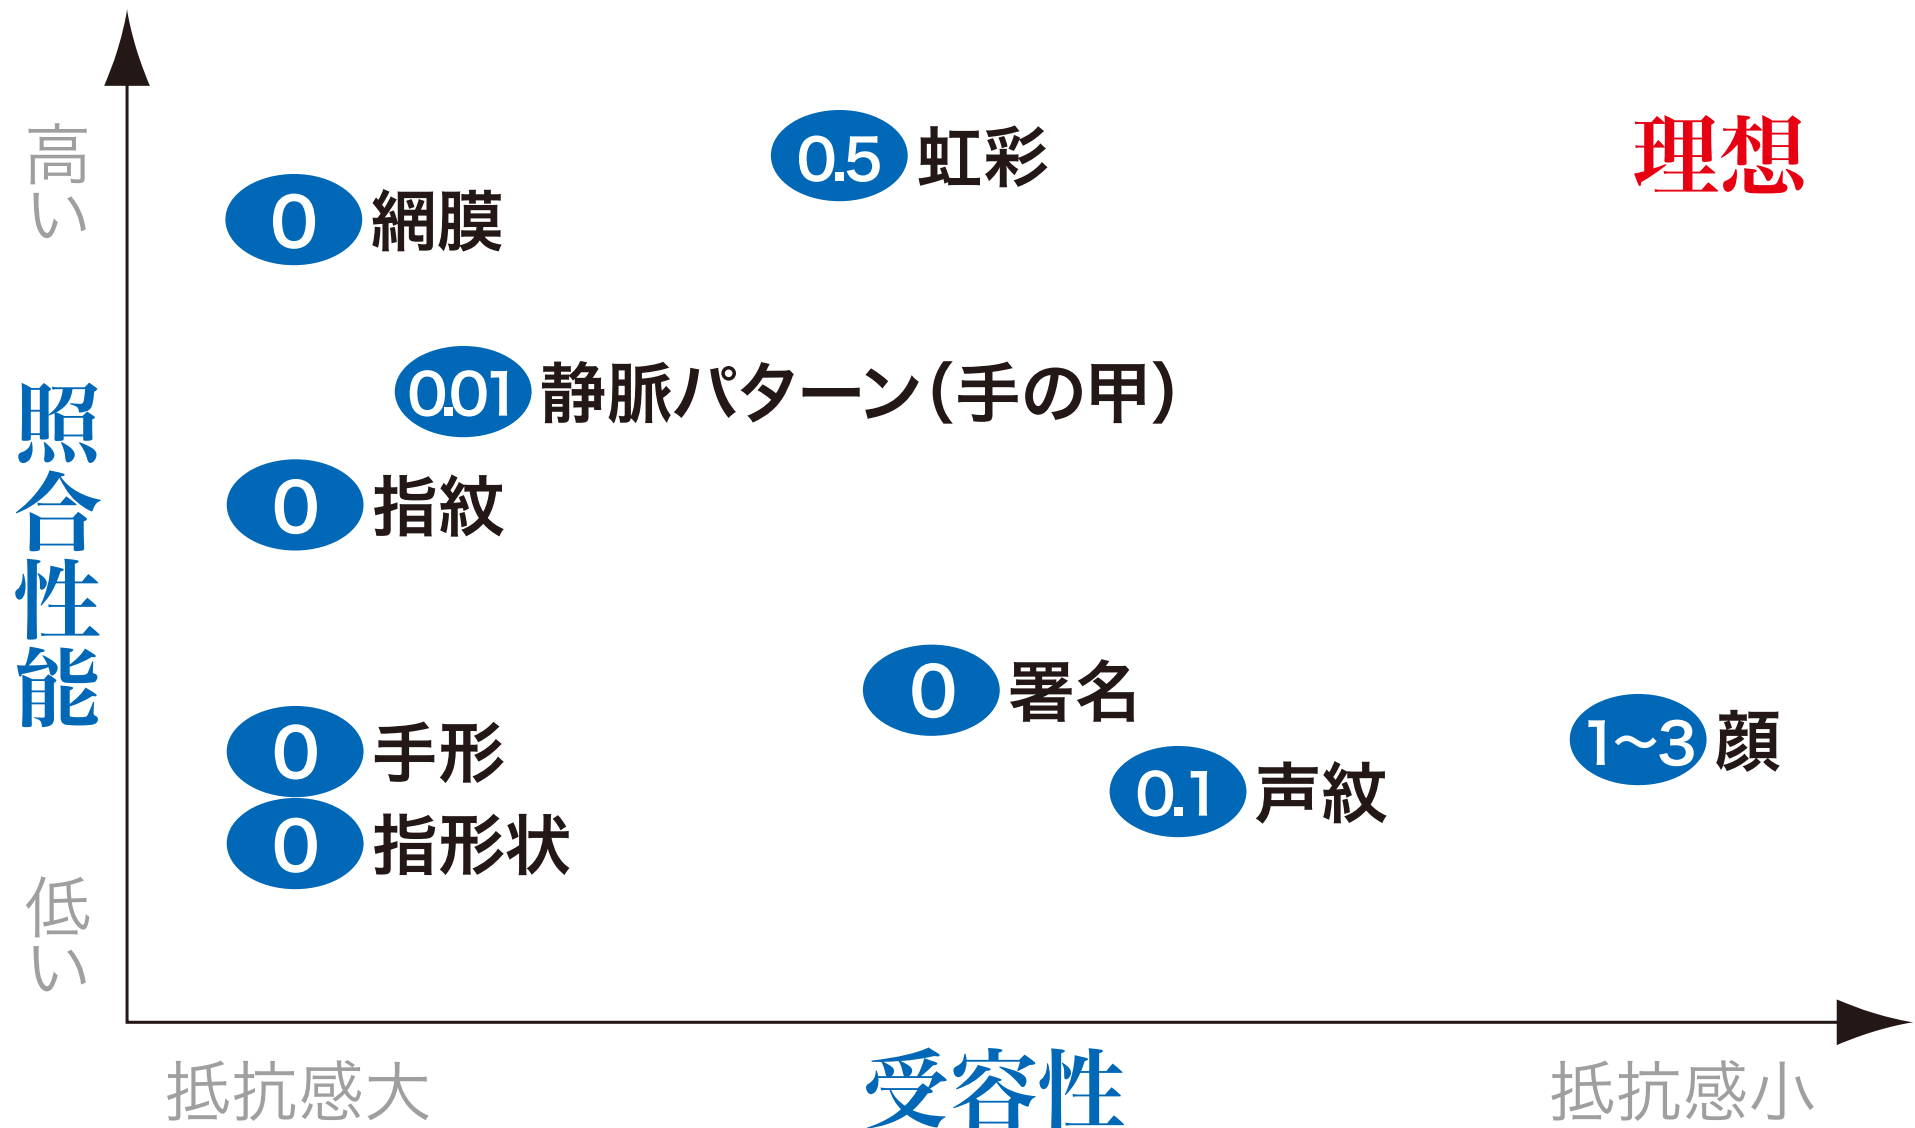 高い
0.5 虹彩
理想
0 網膜
0.01 静脈パターン（手の甲）
照合性能
0 指紋
0 署名
1～3 顔
0 手形
0.1 声紋
0 指形状
低い
抵抗感大
受容性
抵抗感小